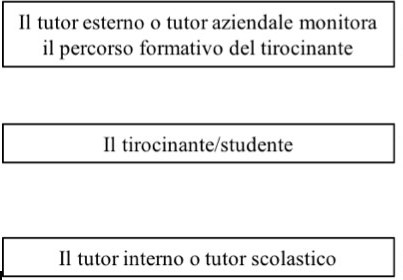 Il tutor esterno o tutor aziendale monitora
il percorso formativo del tirocinante
Il tirocinante/studente
Il tutor interno o tutor scolastico